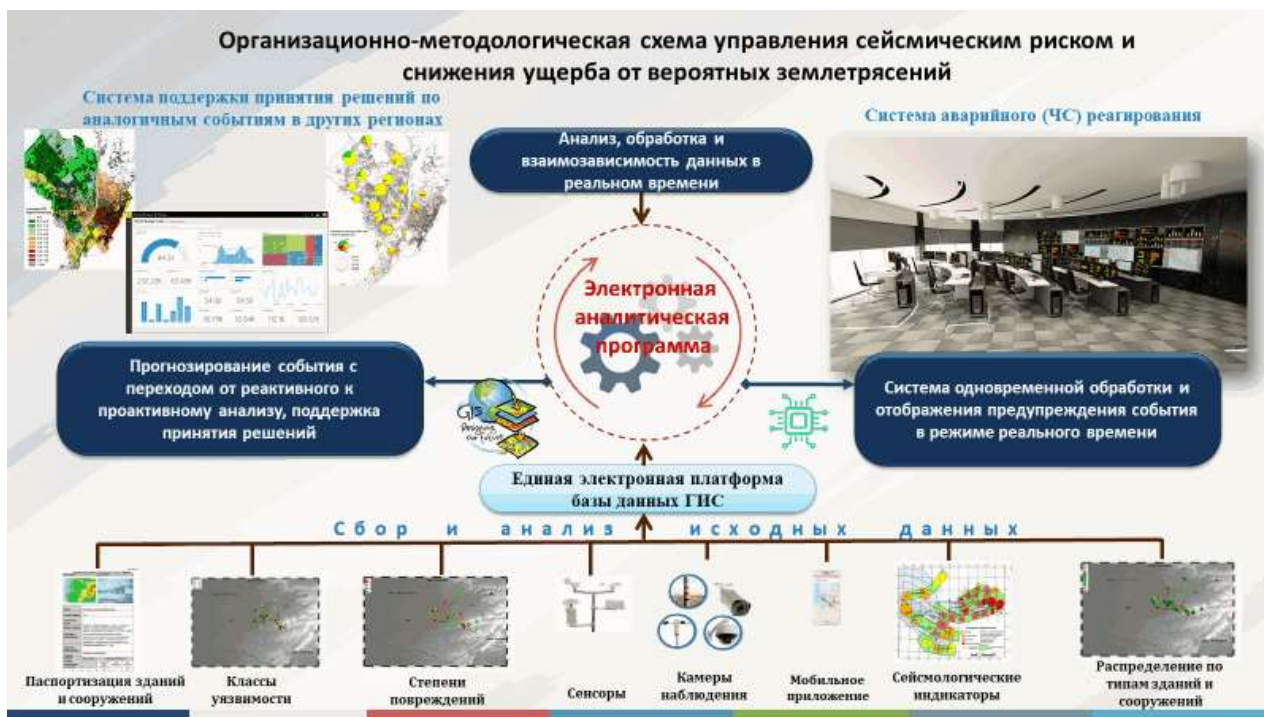 Организационно-методологическая схема управления сейсмическим риском и
снижения ущерба от вероятных землетрясений
Система поддержки принятия решений по
аналогичным событиям в других регионах
Анализ, обработка и
взаимозависимость данных в
реальном времени
Система аварийного (ЧС) реагирования
Электронная
аналитическая
программа
Прогнозирование события с
переходом от реактивного к
проактивному анализу, поддержка
принятия решений
GIS
Designing
our future
Система одновременной обработки и
отображения предупреждения события
в режиме реального времени
Единая электронная платформа
базы данных ГИС
Сбор и анализ исходных данных
Паспортизация зданий
и сооружений
Классы
уязвимости
Степени
повреждений
Сенсоры
Камеры
наблюдения
Мобильное
приложение
Сейсмологические
индикаторы
Распределение по
типам зданий и
сооружений